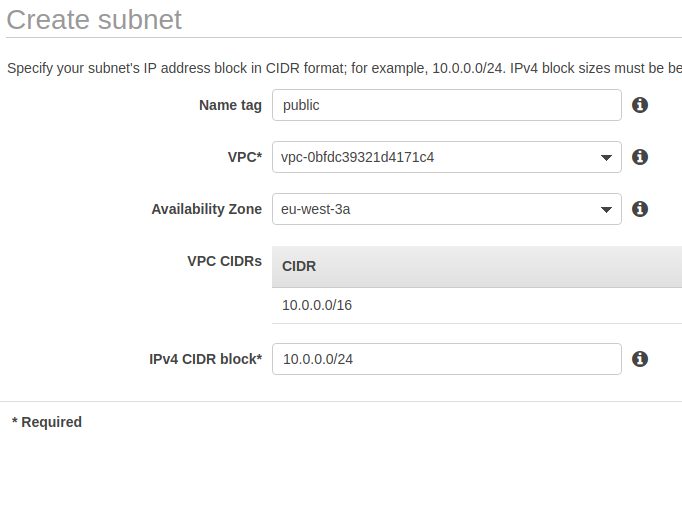 Create subnet
Specify your subnet's IP address block in CIDR format; for example, 10.0.0.0/24. IPv4 block sizes must be be
Name tag public
VPC* vpc-0bfdc39321d4171c4
Availability Zone eu-west-3a
VPC CIDRs CIDR
10.0.0.0/16
IPv4 CIDR block* 10.0.0.0/24
* Required